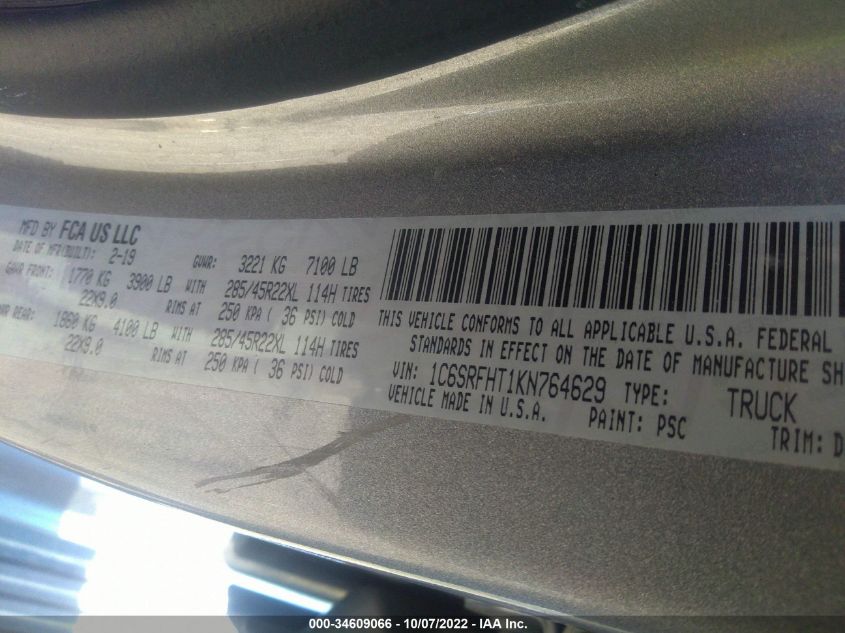 MFD BY FCA US LLC
DATE OF MFR(BUILT): 2-19 GVWR: 3221 KG 7100 LB
GAWR FRONT: 1770 KG 3900 LB WITH 285/45R22XL 114H TIRES
22X9.0 RIMS AT 250 KPA ( 36 PSI) COLD
REAR: 1860 KG 4100 LB WITH 285/45R22XL 114H TIRES
22X9.0 RIMS AT 250 KPA ( 36 PSI) COLD
THIS VEHICLE CONFORMS TO ALL APPLICABLE U.S.A. FEDERAL
STANDARDS IN EFFECT ON THE DATE OF MANUFACTURE SH
VIN: 1C6SRFHT1KN764629 TYPE: TRUCK
VEHICLE MADE IN U.S.A. PAINT: PSC TRIM: D
000-34609066 - 10/07/2022 - IAA Inc.